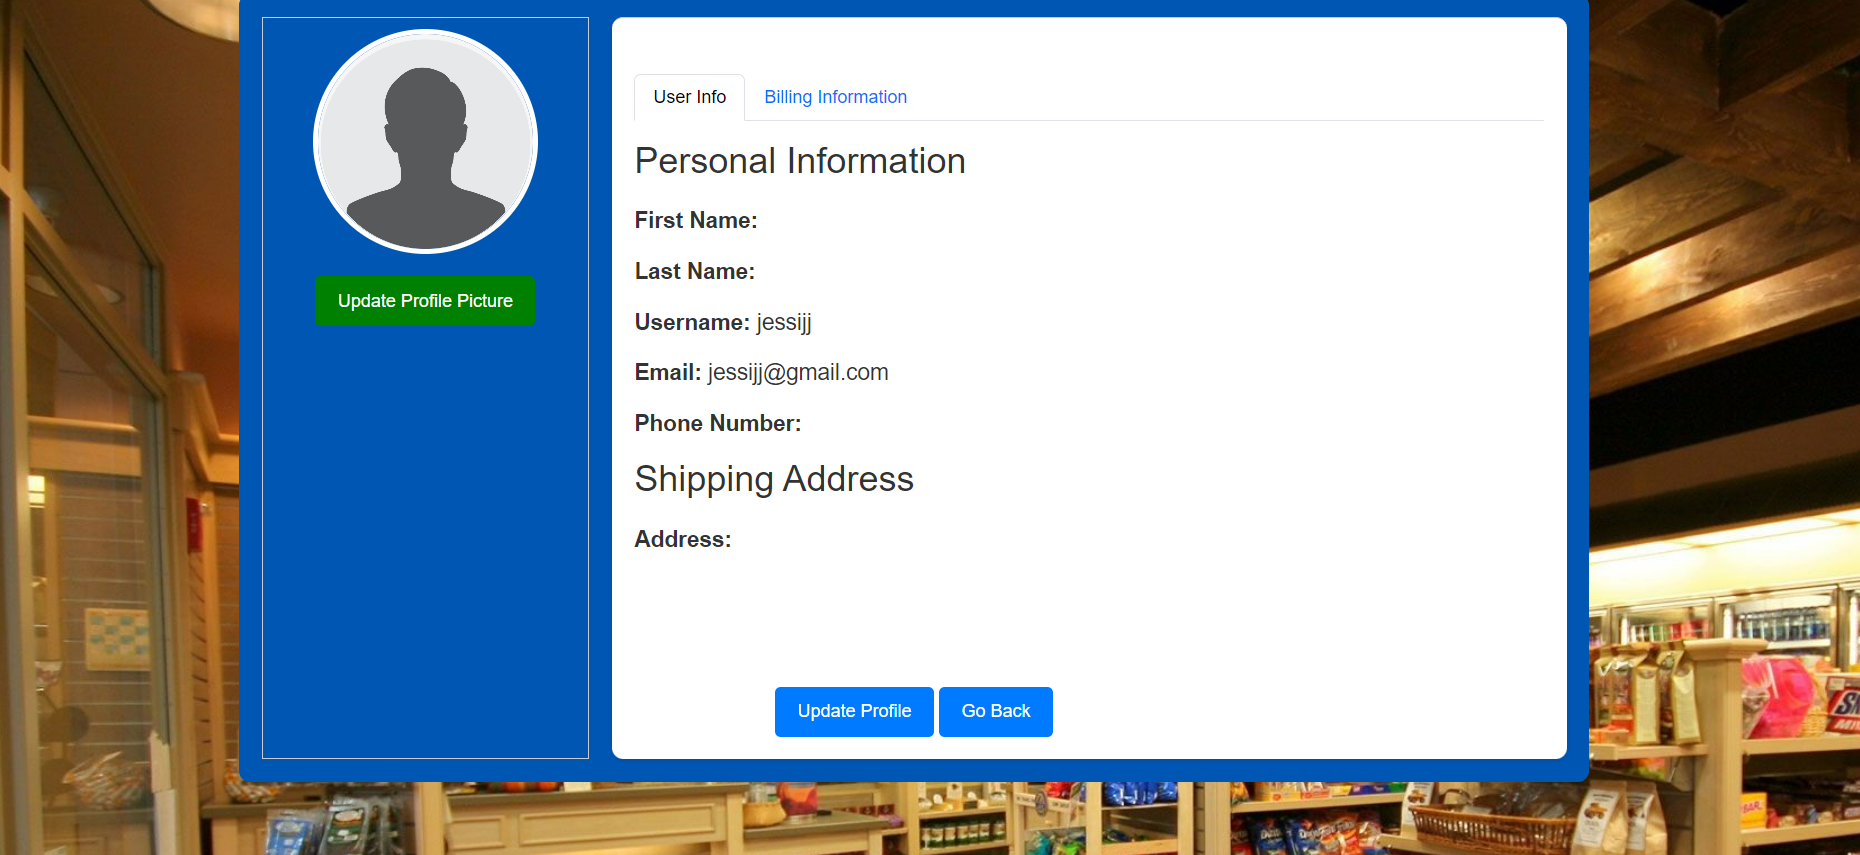 User Info
Billing Information
Personal Information
First Name:
Last Name:
Username: jessijj
Email: jessijj@gmail.com
Phone Number:
Shipping Address
Address:
Update Profile Picture
Update Profile
Go Back